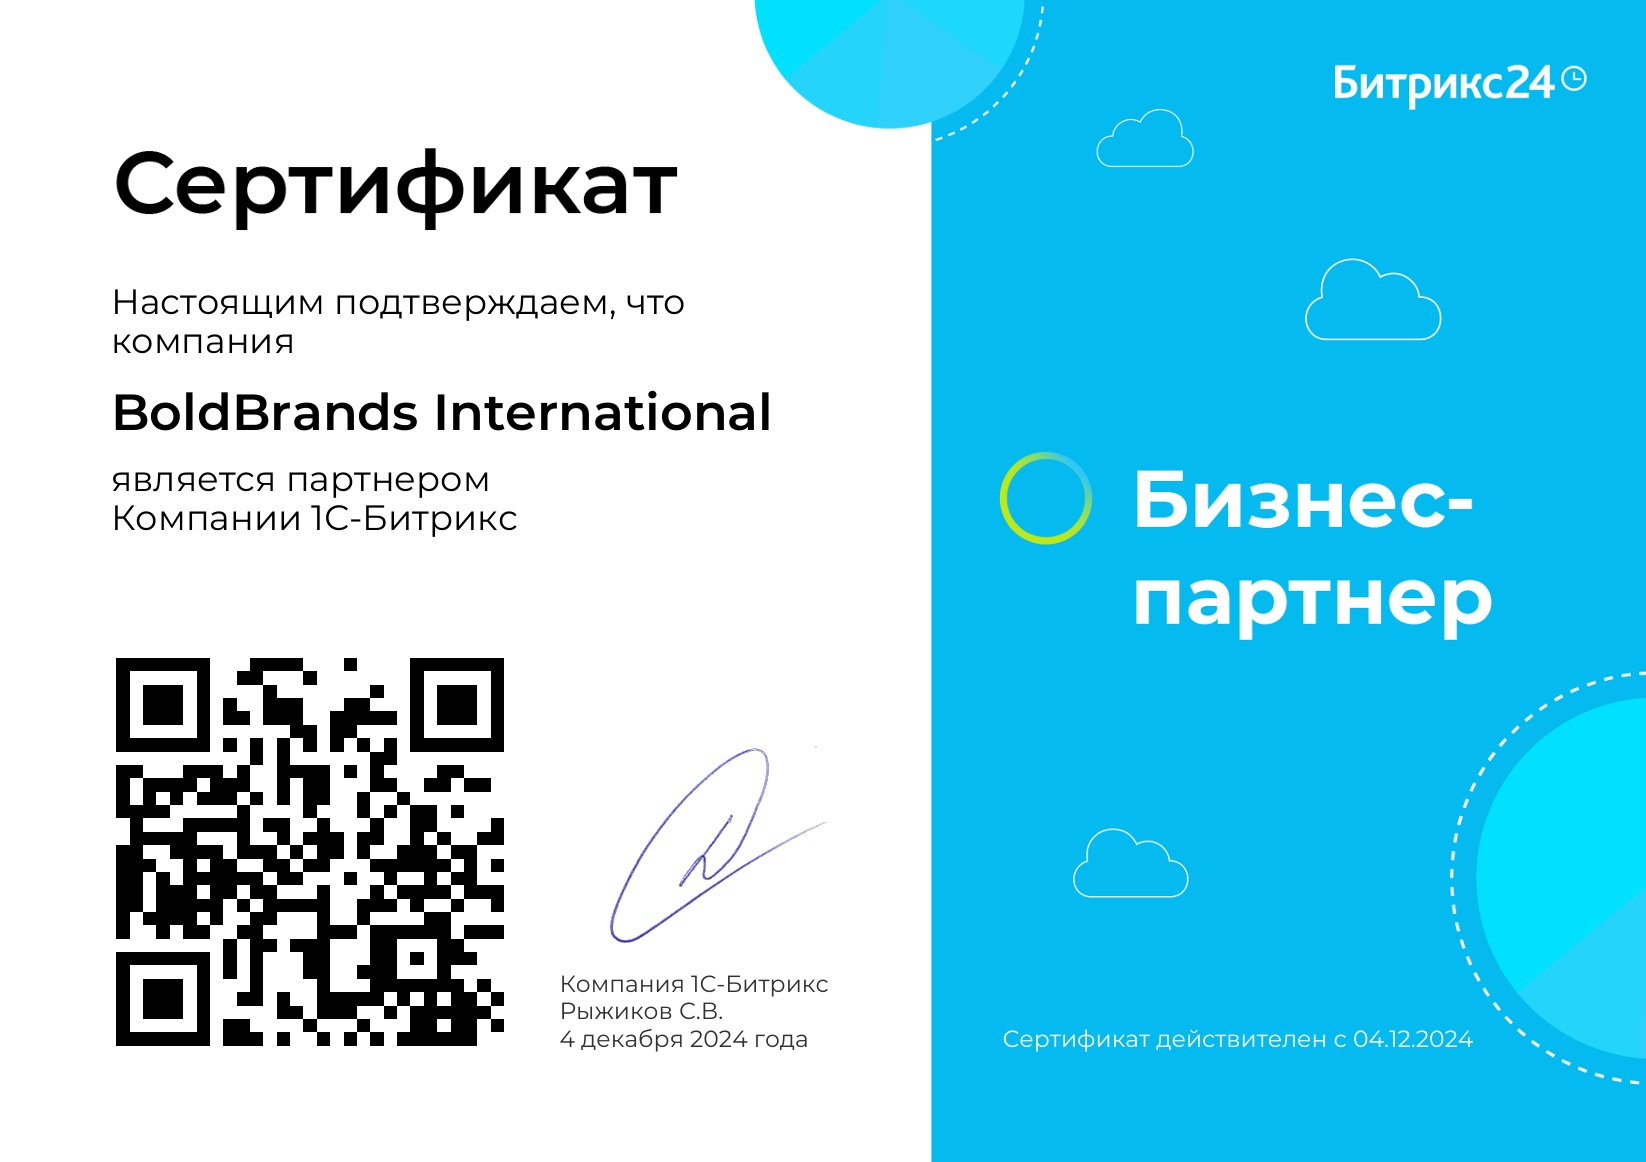 Сертификат
Настоящим подтверждаем, что
компания
BoldBrands International
является партнером
Компании 1С-Битрикс
Компания 1С-Битрикс
Рыжиков С.В.
4 декабря 2024 года
Битрикс24
Бизнес-
партнер
Сертификат действителен с 04.12.2024